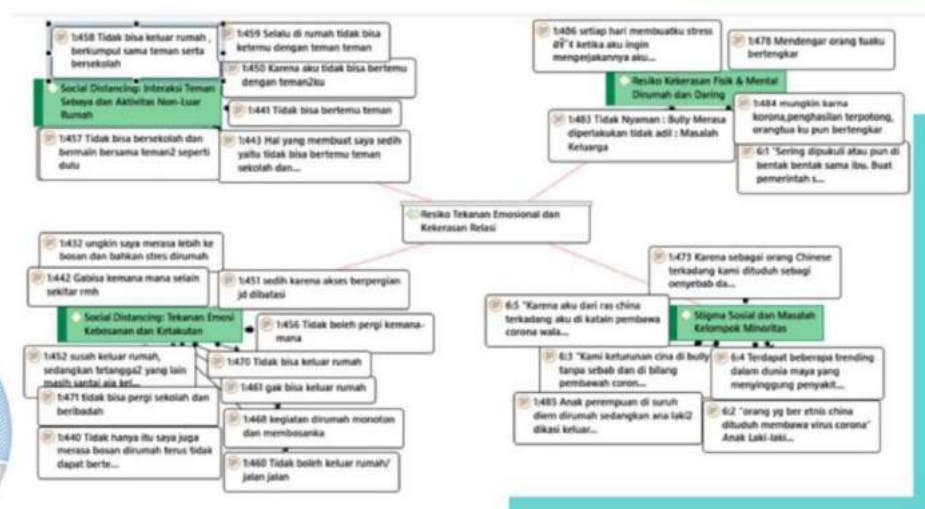 1:458 Tidak bisa keluar rumah ,
berkumpul sama teman serta
bersekolah
1:459 Selalu di rumah tidak bisa
ketemu dengan teman teman
1:450 Karena aku tidak bisa bertemu
dengan teman2ku
Social Distancing: Interaksi Teman
Sebaya dan Aktivitas Non-Luar
Rumah
1:441 Tidak bisa bertemu teman
1:457 Tidak bisa bersekolah dan
bermain bersama teman2 seperti
dulu
1:443 Hal yang membuat saya sedih
yaitu tidak bisa bertemu teman
sekolah dan...
1:486 setiap hari membuatku stress
ketika aku ingin
mengerjakannya aku...
1:478 Mendengar orang tuaku
bertengkar
Resiko Kekerasan Fisik & Mental
Dirumah dan Daring
1:483 Tidak Nyaman : Bully Merasa
diperlakukan tidak adil : Masalah
Keluarga
1:484 mungkin karna
korona,penghasilan terpotong,
orangtua ku pun bertengkar
6:1 "Sering dipukuli atau pun di
bentak bentak sama ibu. Buat
pemerintah s...
Resiko Tekanan Emosional dan
Kekerasan Relasi
1:432 ungkin saya merasa lebih ke
bosan dan bahkan stres dirumah
1:442 Gabisa kemana mana selain
sekitar rmh
1:451 sedih karena akses berpergian
jd dibatasi
Social Distancing: Tekanan Emosi
Kebosanan dan Ketakutan
1:456 Tidak boleh pergi kemana-
mana
1:452 susah keluar rumah,
sedangkan tetangga2 yang lain
masih santai aja kel...
1:470 Tidak bisa keluar rumah
1:471 tidak bisa pergi sekolah dan
beribadah
1:461 gak bisa keluar rumah
1:468 kegiatan dirumah monoton
dan membosanka
1:440 Tidak hanya itu saya juga
merasa bosan dirumah terus tidak
dapat berte...
1:460 Tidak boleh keluar rumah/
jalan jalan
1:473 Karena sebagai orang Chinese
terkadang kami dituduh sebagi
oenyebab da...
6:5 "Karena aku dari ras china
terkadang aku di katain pembawa
corona wala...
Stigma Sosial dan Masalah
Kelompok Minoritas
6:3 "Kami keturunan cina di bully
tanpa sebab dan di bilang
pembawah coron...
6:4 Terdapat beberapa trending
dalam dunia maya yang
menyinggung penyakit...
1:485 Anak perempuan di suruh
diem dirumah sedangkan ana laki2
dikasi keluar...
6:2 "orang yg ber etnis china
dituduh membawa virus corona"
Anak Laki-laki...